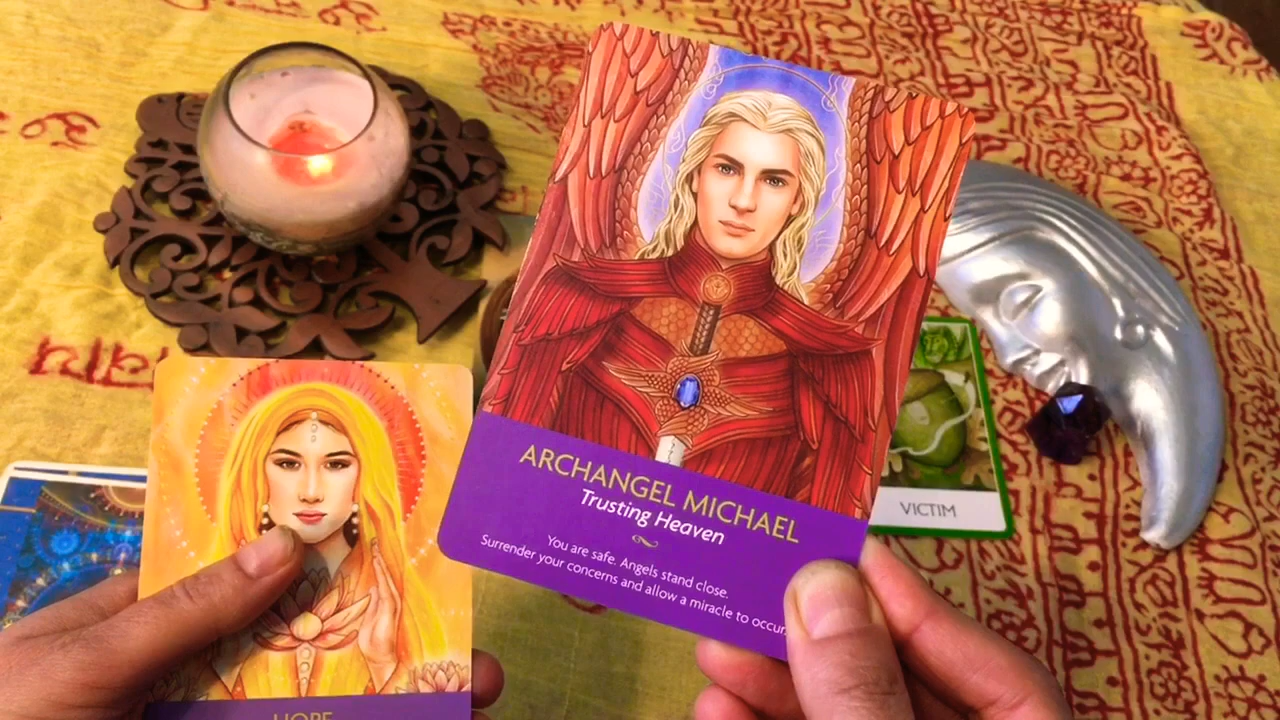 ARCHANGEL MICHAEL
Trusting Heaven
You are safe. Angels stand close.
Surrender your concerns and allow a miracle to occur.
VICTIM
HOPE